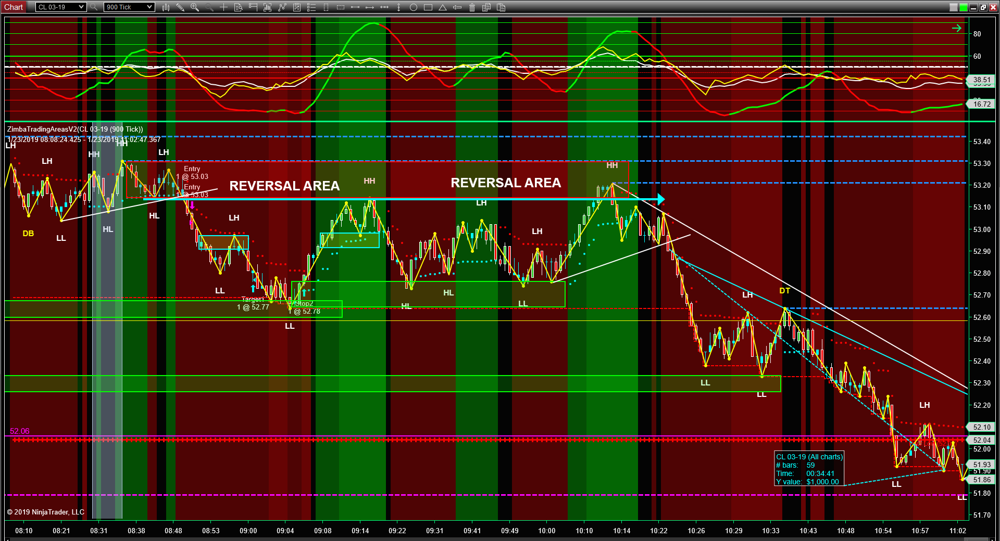 Chart
CL 03-19
900 Tick
80
60
38.51
16.72
ZimbaTradingAreasV2(CL 03-19 (900 Tick))
1/23/2019 08:08:24.425 - 1/23/2019 11:02:47.367
LH
LH
HH
HH
LH
Entry
1 @ 53.03
Entry
1 @ 53.03
REVERSAL AREA
HH
REVERSAL AREA
HH
LH
HL
LH
LH
DB
LL
HL
LL
HL
HL
LL
Target1
1 @ 52.77
Stop2
1 @ 52.78
LL
LH
DT
LL
LL
LH
52.06
CL 03-19 (All charts)
# bars: 59
Time: 00:34:41
Y value: $1,000.00
LL
LL
53.40
53.30
53.20
53.10
53.00
52.90
52.80
52.70
52.60
52.50
52.40
52.30
52.20
52.10
52.04
52.00
51.93
51.90
51.86
51.80
51.70
© 2019 NinjaTrader, LLC
08:10 08:21 08:31 08:38 08:48 08:53 09:00 09:04 09:08 09:14 09:22 09:31 09:41 09:49 10:00 10:10 10:14 10:22 10:26 10:29 10:33 10:43 10:48 10:54 10:57 11:02